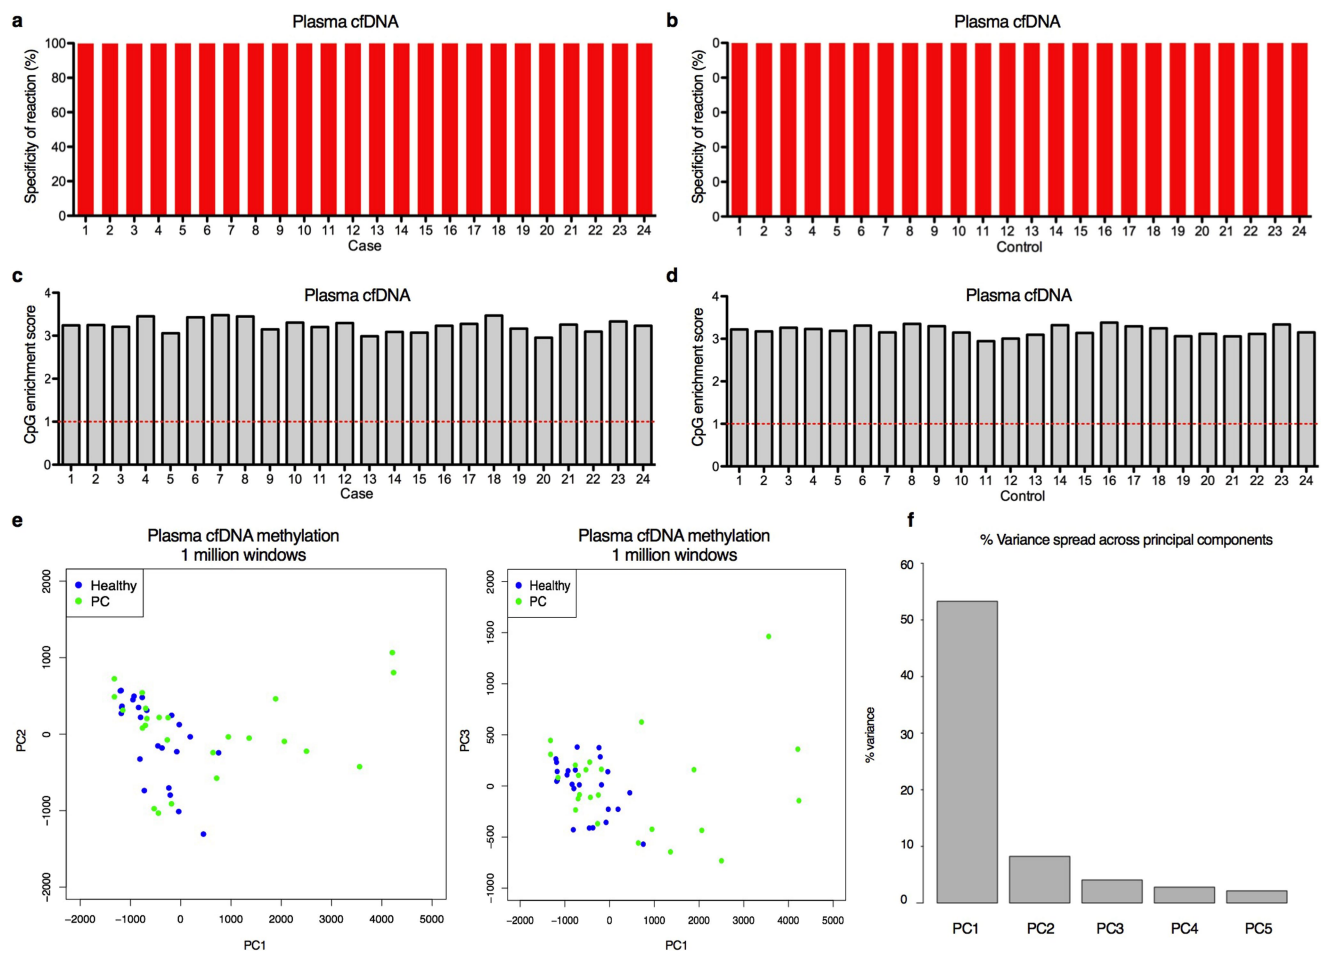 a
Plasma cfDNA
Specificity of reaction (%)
100
80
60
40
20
0
1 2 3 4 5 6 7 8 9 10 11 12 13 14 15 16 17 18 19 20 21 22 23 24
Case
b
Plasma cfDNA
Specificity of reaction (%)
0
0
0
0
0
0
1 2 3 4 5 6 7 8 9 10 11 12 13 14 15 16 17 18 19 20 21 22 23 24
Control
c
Plasma cfDNA
CpG enrichment score
4
3
2
1
0
1 2 3 4 5 6 7 8 9 10 11 12 13 14 15 16 17 18 19 20 21 22 23 24
Case
d
Plasma cfDNA
CpG enrichment score
4
3
2
1
0
1 2 3 4 5 6 7 8 9 10 11 12 13 14 15 16 17 18 19 20 21 22 23 24
Control
e
Plasma cfDNA methylation
1 million windows
Healthy
PC
PC2
2000
1000
0
−1000
−2000
−2000 −1000 0 1000 2000 3000 4000 5000
PC1
Plasma cfDNA methylation
1 million windows
Healthy
PC
PC3
2000
1500
1000
500
0
−500
−1000
−2000 −1000 0 1000 2000 3000 4000 5000
PC1
f
% Variance spread across principal components
% variance
60
50
40
30
20
10
0
PC1 PC2 PC3 PC4 PC5